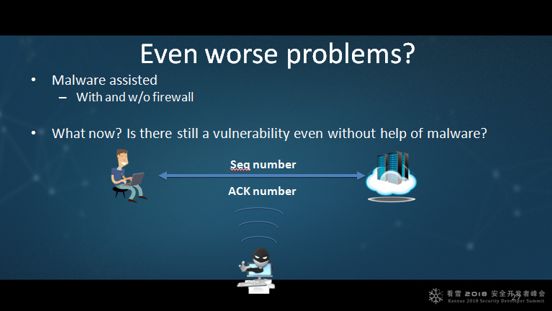 Even worse problems?
• Malware assisted
– With and w/o firewall
• What now? Is there still a vulnerability even without help of malware?
Seq number
ACK number
看雪 2018 安全开发者峰会
Kanxue 2018 Security Developer Summit